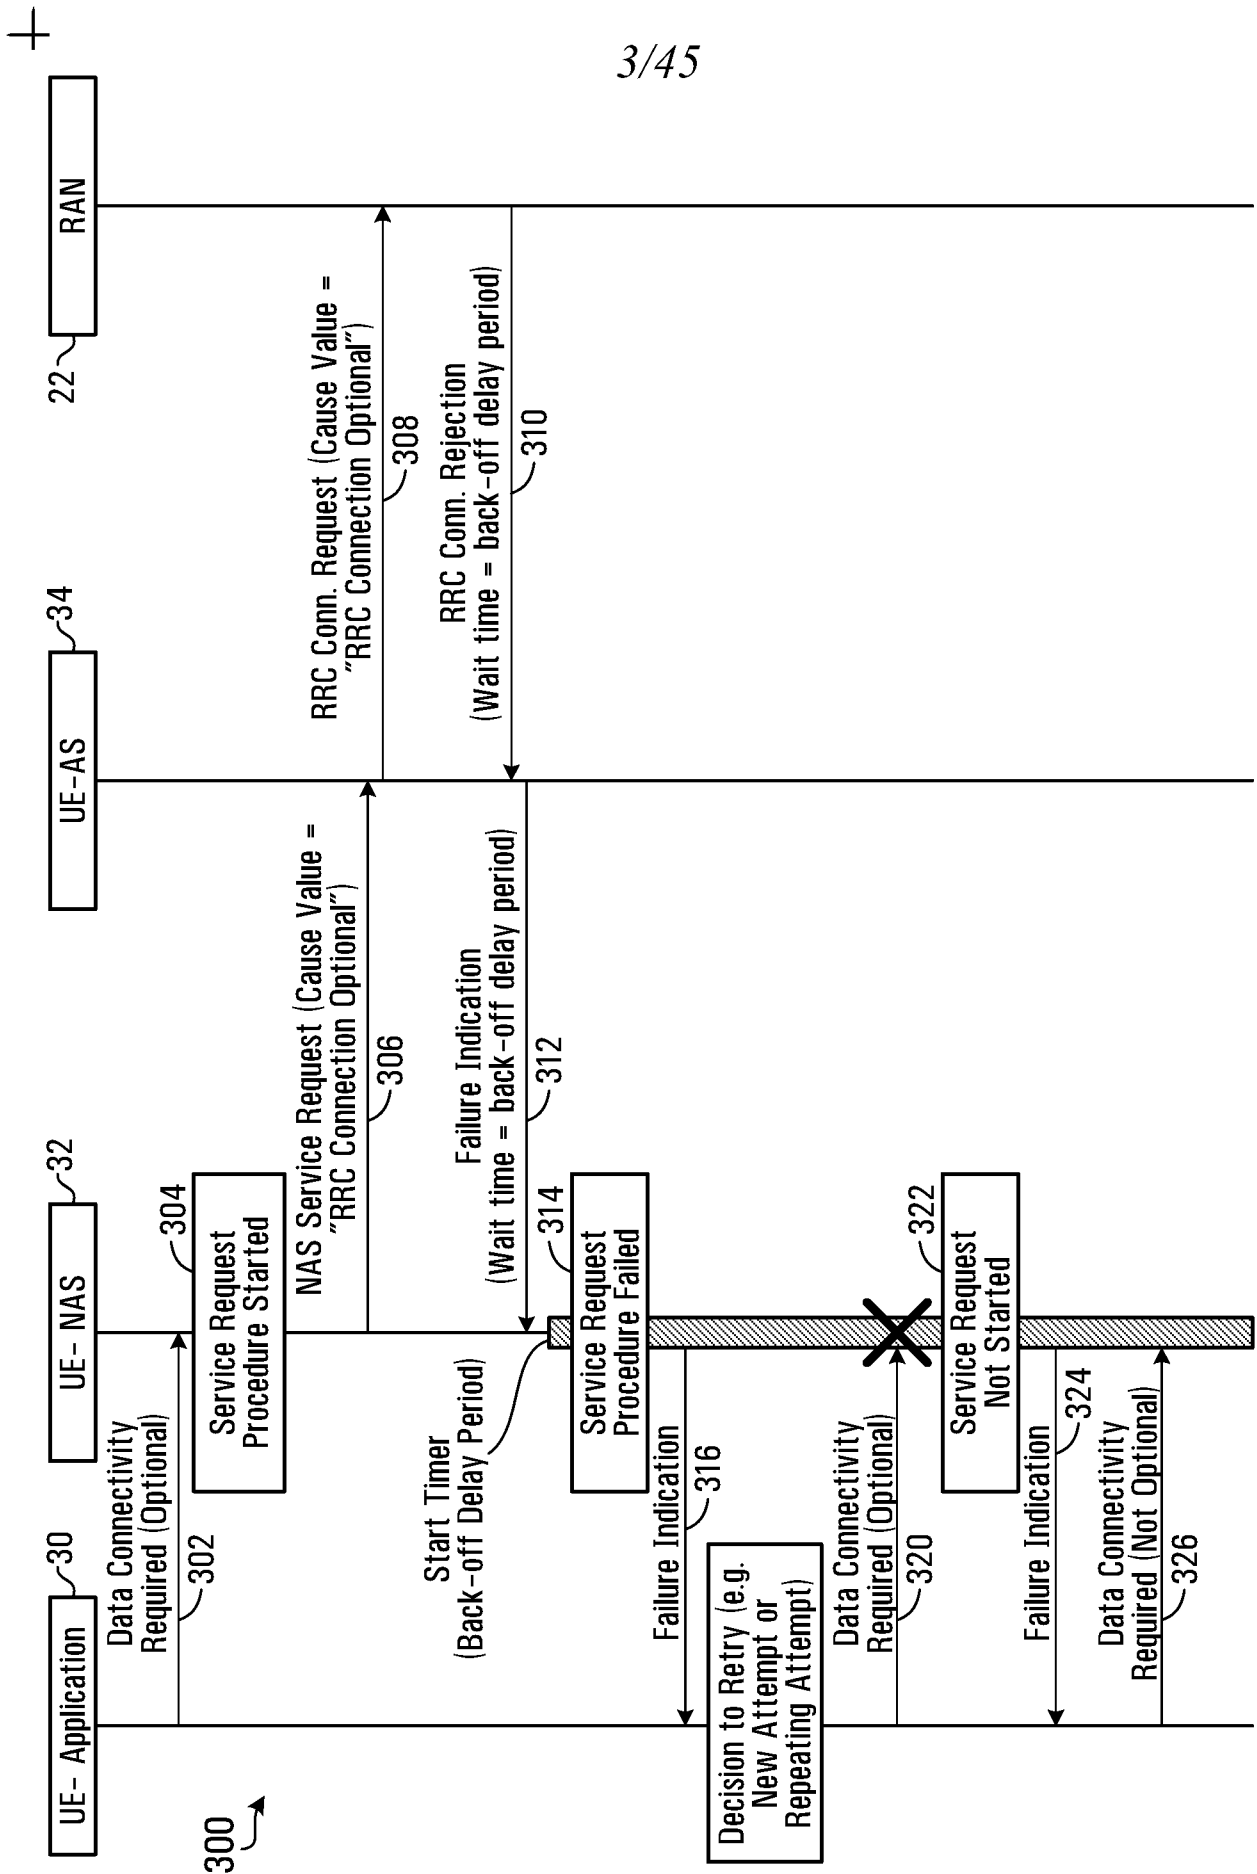 3/45
300
UE- Application
30
UE- NAS
32
UE-AS
34
RAN
22
Data Connectivity
Required (Optional)
302
304
Service Request
Procedure Started
NAS Service Request (Cause Value =
"RRC Connection Optional")
306
RRC Conn. Request (Cause Value =
"RRC Connection Optional")
308
RRC Conn. Rejection
(Wait time = back-off delay period)
310
Failure Indication
(Wait time = back-off delay period)
312
Start Timer
(Back-off Delay Period)
314
Service Request
Procedure Failed
Failure Indication
316
Decision to Retry (e.g.
New Attempt or
Repeating Attempt)
Data Connectivity
Required (Optional)
320
322
Service Request
Not Started
Failure Indication
324
Data Connectivity
Required (Not Optional)
326